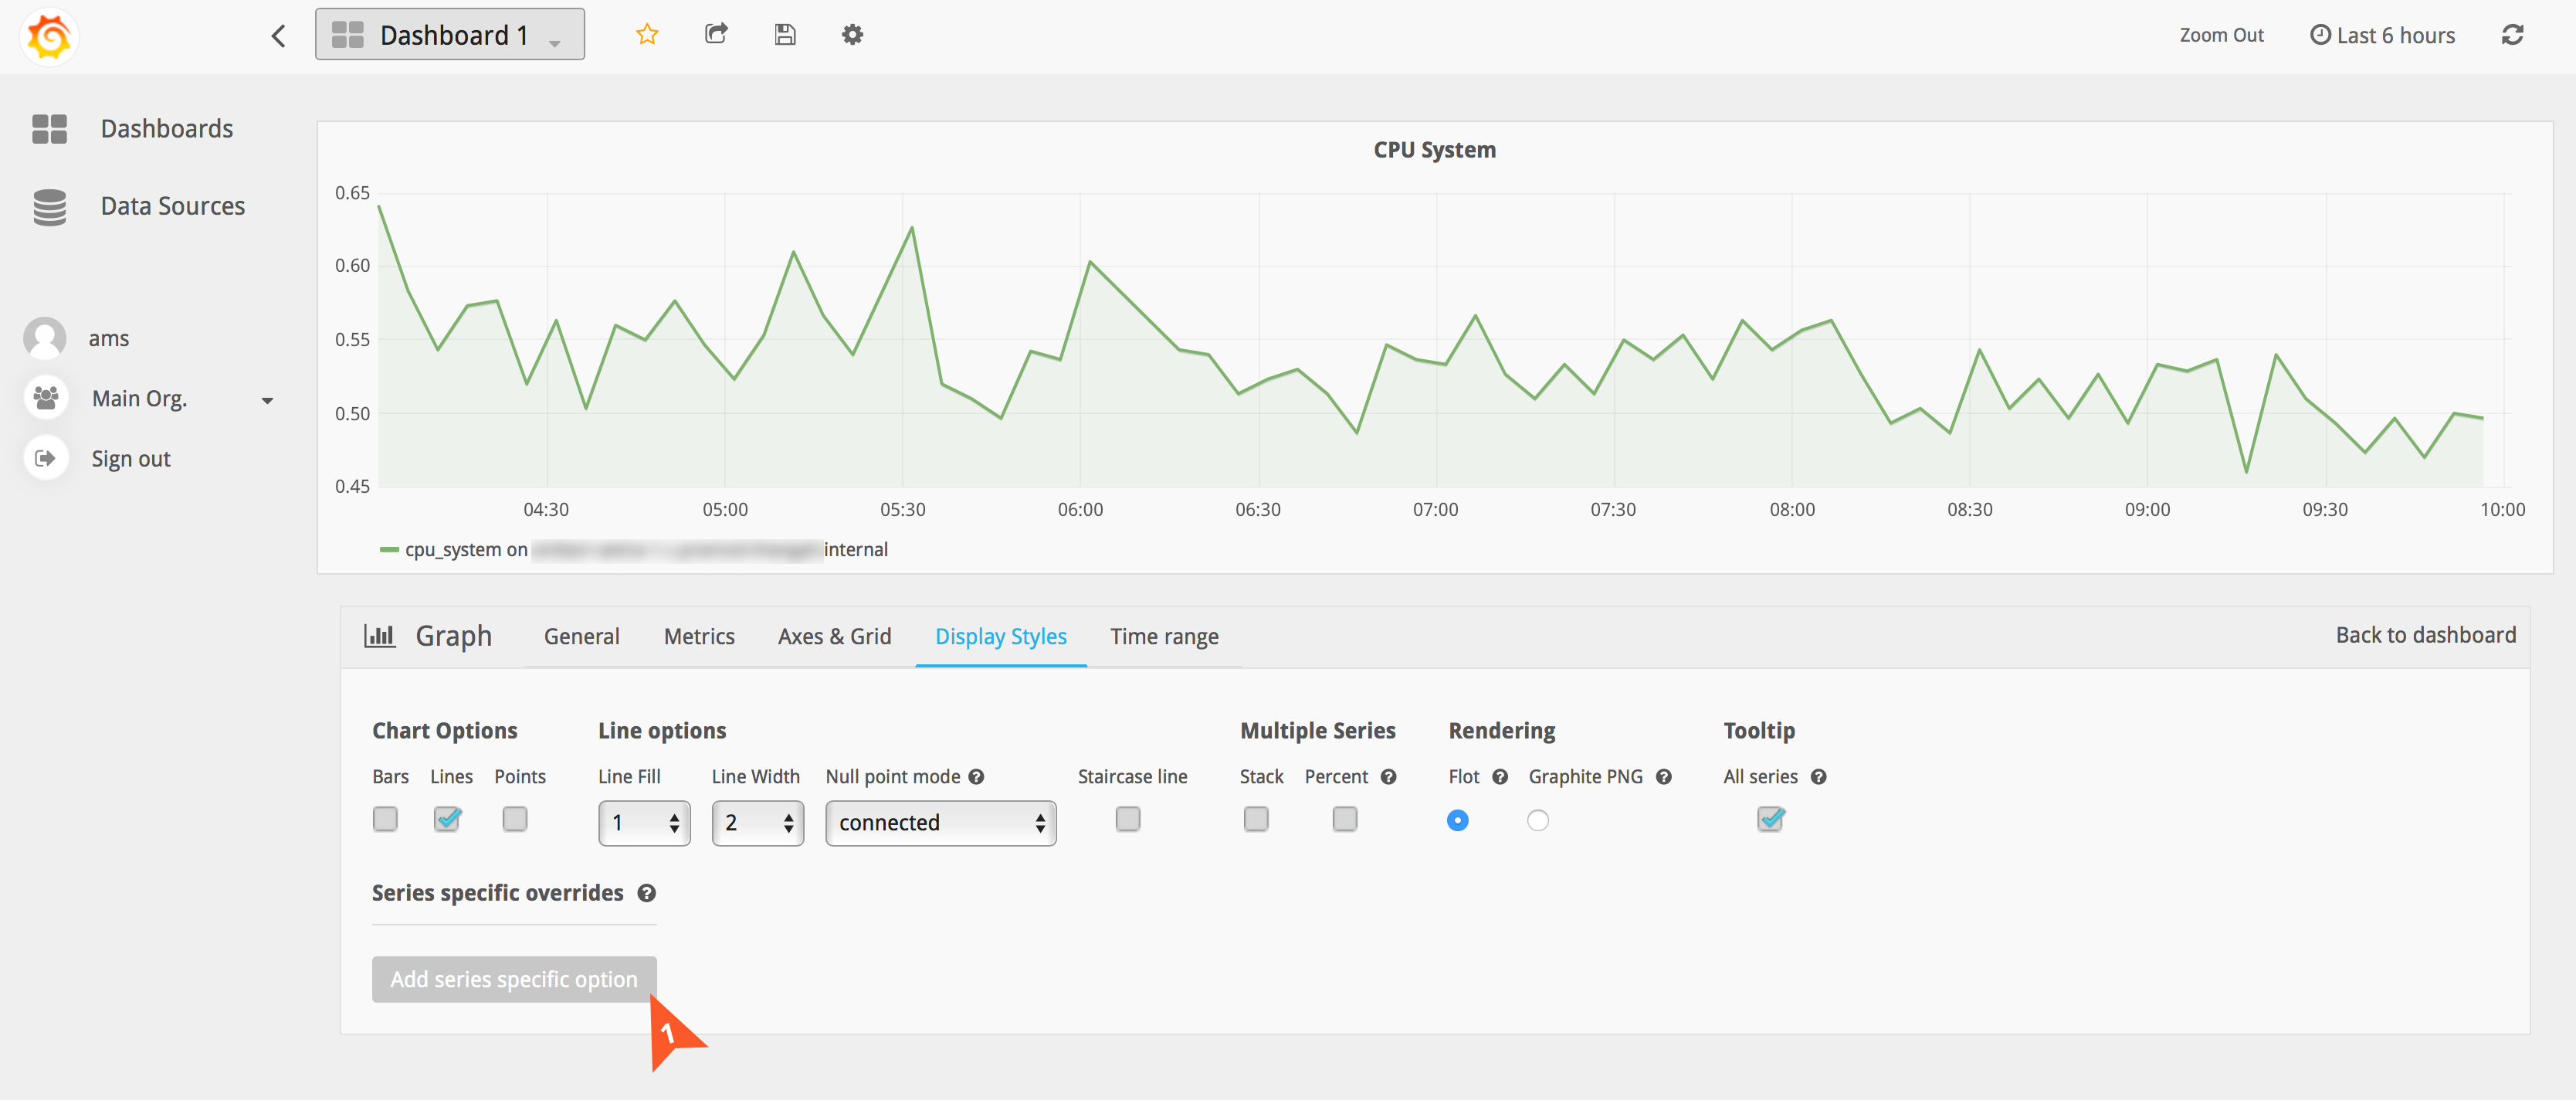 Dashboard 1
Zoom Out
Last 6 hours
Dashboards
Data Sources
ams
Main Org.
Sign out
CPU System
0.65
0.60
0.55
0.50
0.45
04:30 05:00 05:30 06:00 06:30 07:00 07:30 08:00 08:30 09:00 09:30 10:00
cpu_system on internal
Graph General Metrics Axes & Grid Display Styles Time range Back to dashboard
Chart Options Line options Multiple Series Rendering Tooltip
Bars Lines Points Line Fill Line Width Null point mode Staircase line Stack Percent Flot Graphite PNG All series
1 2 connected
Series specific overrides
Add series specific option
1